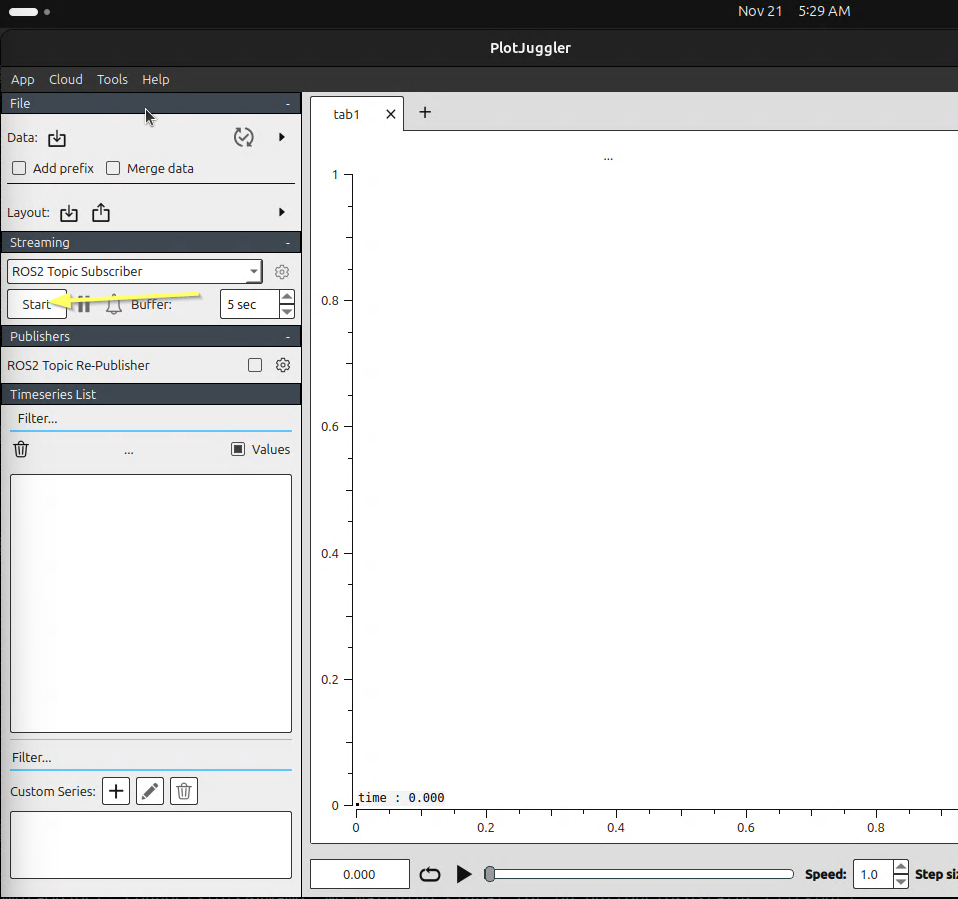 Nov 21 5:29 AM
PlotJuggler
App Cloud Tools Help
File -
Data:
Add prefix Merge data
Layout:
Streaming -
ROS2 Topic Subscriber
Start Buffer: 5 sec
Publishers -
ROS2 Topic Re-Publisher
Timeseries List
Filter...
... Values
Filter...
Custom Series:
tab1
...
1
0.8
0.6
0.4
0.2
0
time : 0.000
0 0.2 0.4 0.6 0.8
0.000 Speed: 1.0 Step